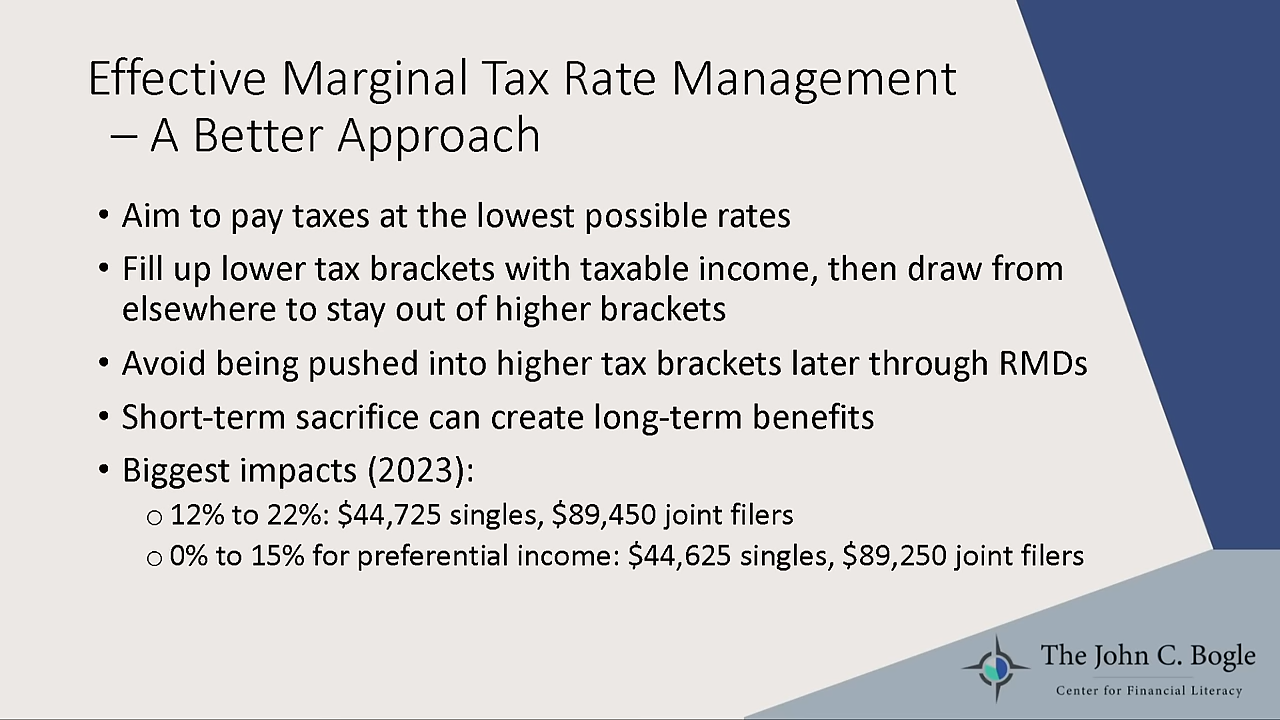 Effective Marginal Tax Rate Management
– A Better Approach
• Aim to pay taxes at the lowest possible rates
• Fill up lower tax brackets with taxable income, then draw from
elsewhere to stay out of higher brackets
• Avoid being pushed into higher tax brackets later through RMDs
• Short-term sacrifice can create long-term benefits
• Biggest impacts (2023):
o 12% to 22%: $44,725 singles, $89,450 joint filers
o 0% to 15% for preferential income: $44,625 singles, $89,250 joint filers
The John C. Bogle
Center for Financial Literacy